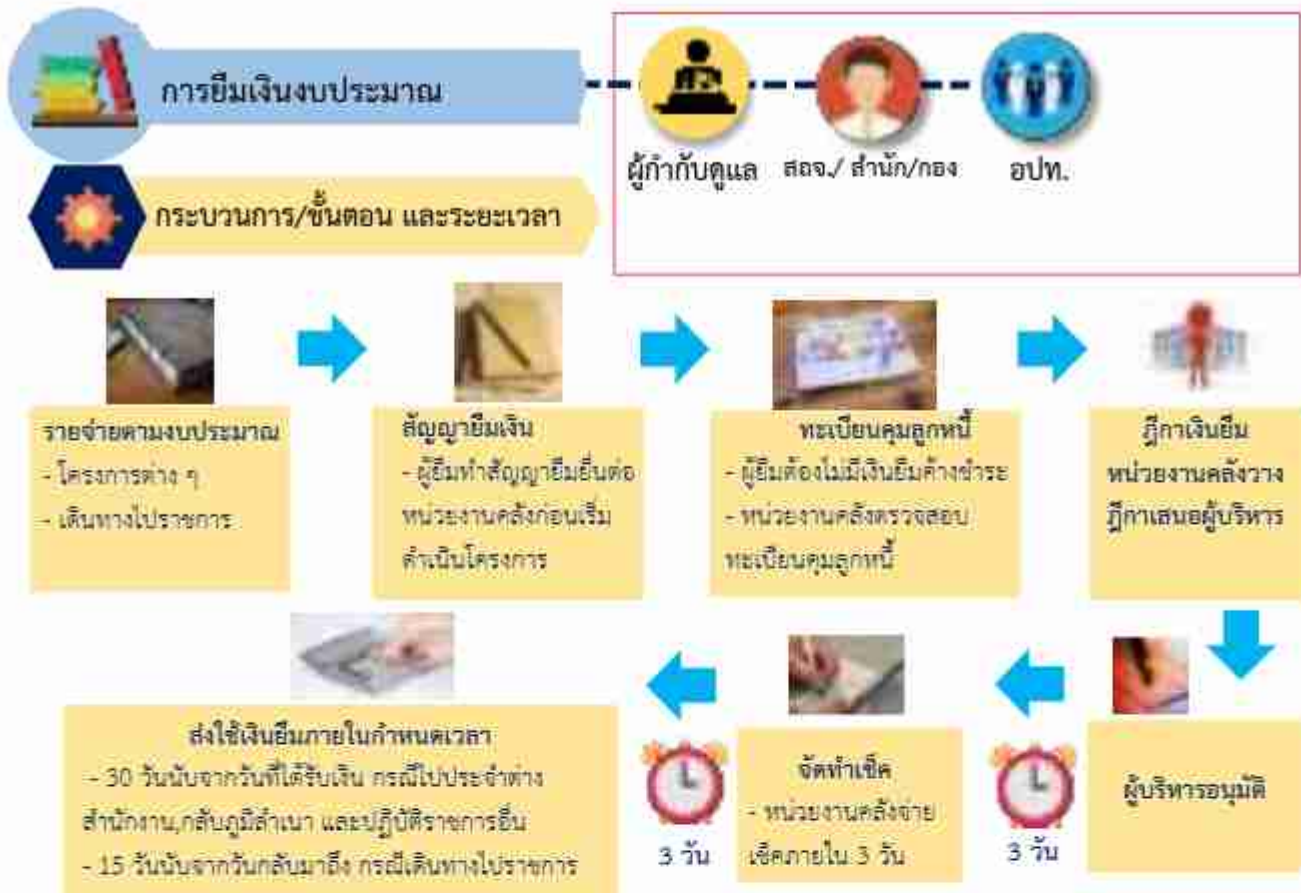 การยืมเงินงบประมาณ
ผู้กำกับดูแล
สถจ./ สำนัก/กอง
อปท.
กระบวนการ/ขั้นตอน และระยะเวลา
รายจ่ายตามงบประมาณ
- โครงการต่าง ๆ
- เดินทางไปราชการ
สัญญายืมเงิน
- ผู้ยืมทำสัญญายืมยื่นต่อ
หน่วยงานคลังก่อนเริ่ม
ดำเนินโครงการ
ทะเบียนคุมลูกหนี้
- ผู้ยืมต้องไม่มีเงินยืมค้างชำระ
- หน่วยงานคลังตรวจสอบ
ทะเบียนคุมลูกหนี้
ฎีกาเงินยืม
หน่วยงานคลังวาง
ฎีกาเสนอผู้บริหาร
ผู้บริหารอนุมัติ
3 วัน
จัดทำเช็ค
- หน่วยงานคลังจ่าย
เช็คภายใน 3 วัน
3 วัน
ส่งใช้เงินยืมภายในกำหนดเวลา
- 30 วันนับจากวันที่ได้รับเงิน กรณีไปประจำต่าง
สำนักงาน,กลับภูมิลำเนา และปฏิบัติราชการอื่น
- 15 วันนับจากวันกลับมาถึง กรณีเดินทางไปราชการ